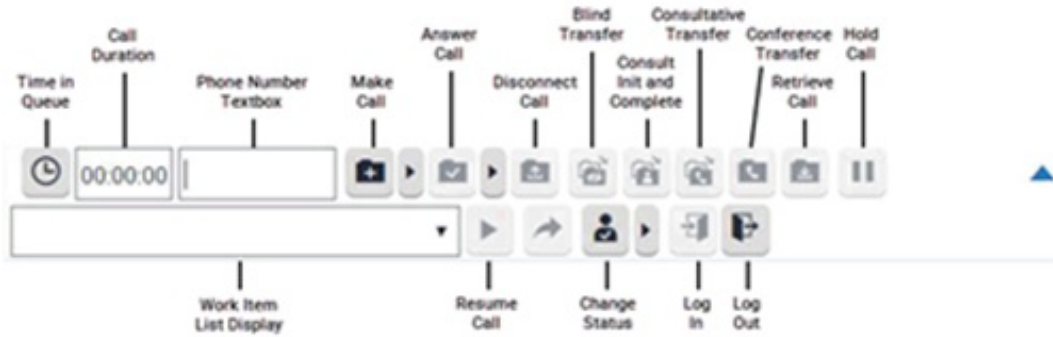 Time in
Queue
Call
Duration
Phone Number
Textbox
Make
Call
Answer
Call
Disconnect
Call
Blind
Transfer
Consult
Init and
Complete
Consultative
Transfer
Conference
Transfer
Retrieve
Call
Hold
Call
00:00:00
Work Item
List Display
Resume
Call
Change
Status
Log
In
Log
Out